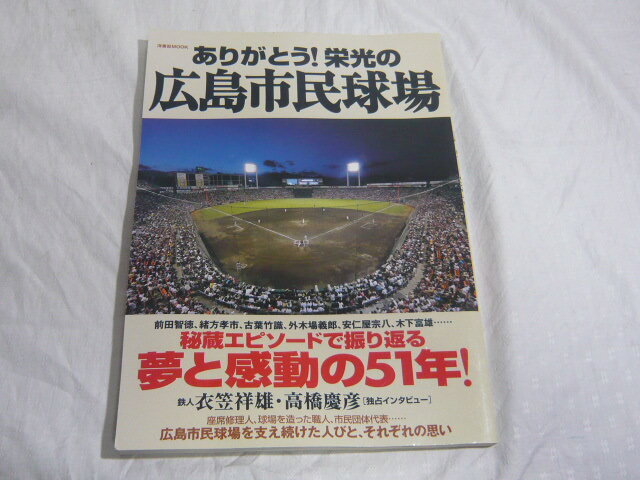 洋泉社MOOK
ありがとう!栄光の
広島市民球場
前田智徳、緒方孝市、古葉竹識、外木場義郎、安仁屋宗八、木下富雄……
秘蔵エピソードで振り返る
夢と感動の51年!
鉄人 衣笠祥雄・高橋慶彦[独占インタビュー]
座席修理人、球場を造った職人、市民団体代表……
広島市民球場を支え続けた人びと、それぞれの思い